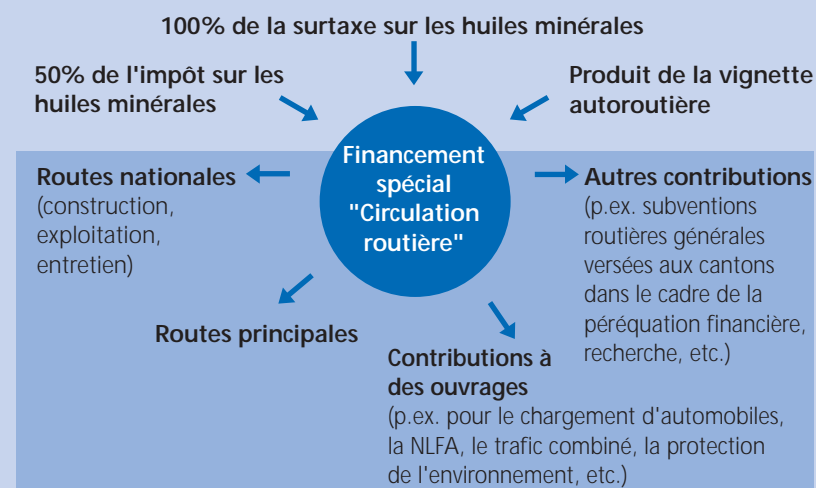 100% de la surtaxe sur les huiles minérales
50% de l'impôt sur les
huiles minérales
Produit de la vignette
autoroutière
Financement
spécial
"Circulation
routière"
Routes nationales
(construction,
exploitation,
entretien)
Autres contributions
(p.ex. subventions
routières générales
versées aux cantons
dans le cadre de la
péréquation financière,
recherche, etc.)
Routes principales
Contributions à
des ouvrages
(p.ex. pour le chargement d'automobiles,
la NLFA, le trafic combiné, la protection
de l'environnement, etc.)